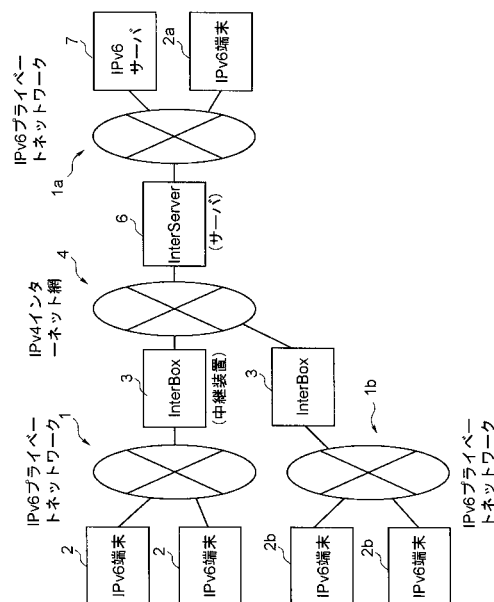 IPv6プライベー
トネットワーク
1
IPv6端末
2
IPv6端末
2
InterBox
3
(中継装置)
IPv4インタ
ーネット網
4
InterServer
6
(サーバ)
IPv6プライベー
トネットワーク
1a
IPv6
サーバ
7
IPv6端末
2a
InterBox
3
IPv6プライベー
トネットワーク
1b
IPv6端末
2b
IPv6端末
2b